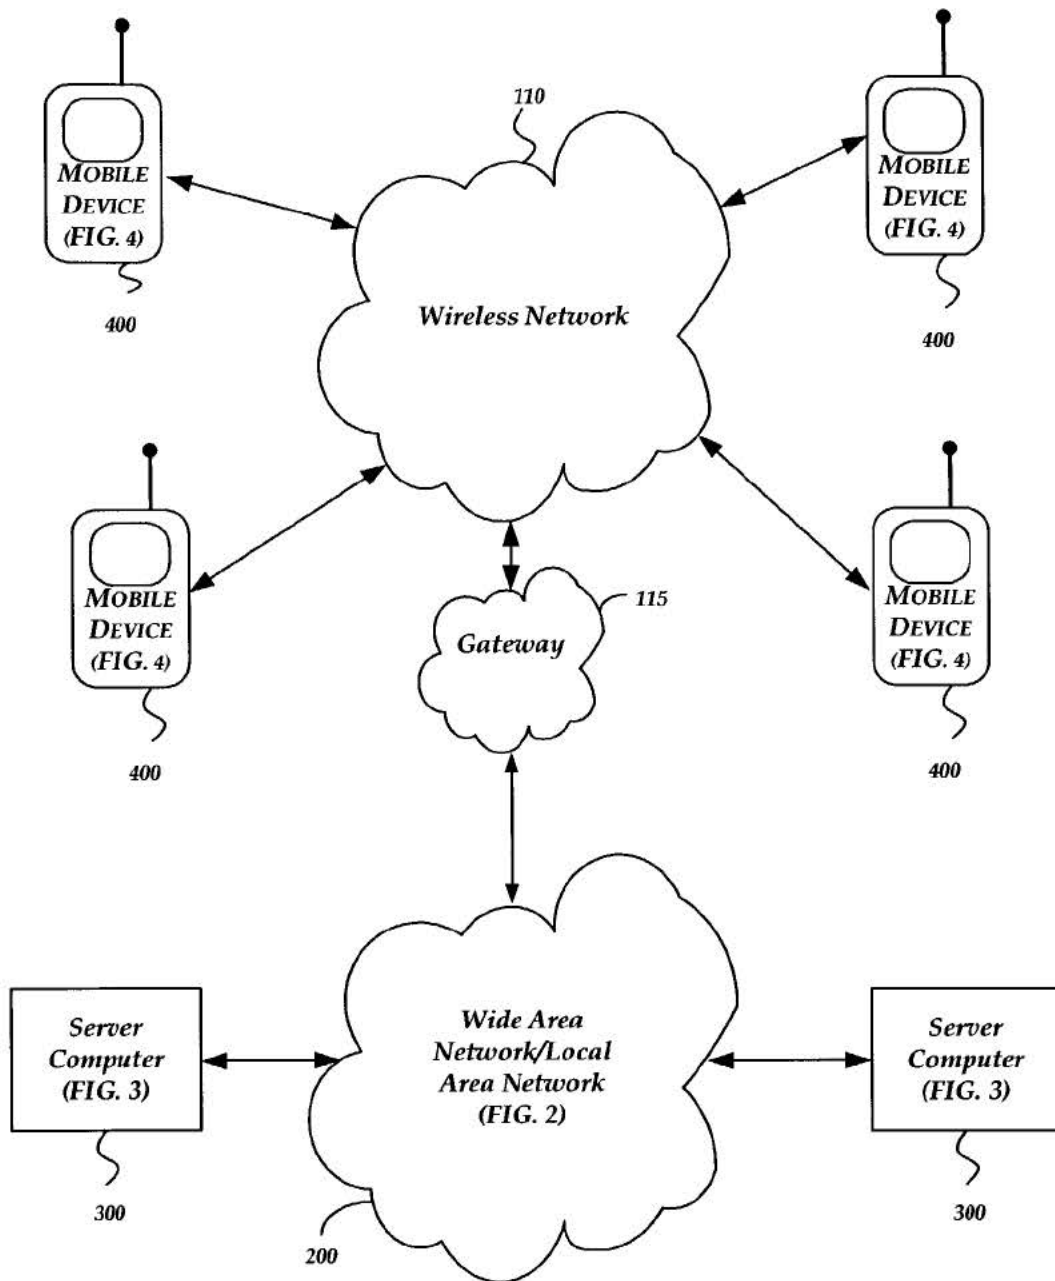 110
MOBILE
DEVICE
(FIG. 4)
400
MOBILE
DEVICE
(FIG. 4)
400
Wireless Network
MOBILE
DEVICE
(FIG. 4)
400
MOBILE
DEVICE
(FIG. 4)
400
115
Gateway
Server
Computer
(FIG. 3)
300
Wide Area
Network/Local
Area Network
(FIG. 2)
200
Server
Computer
(FIG. 3)
300